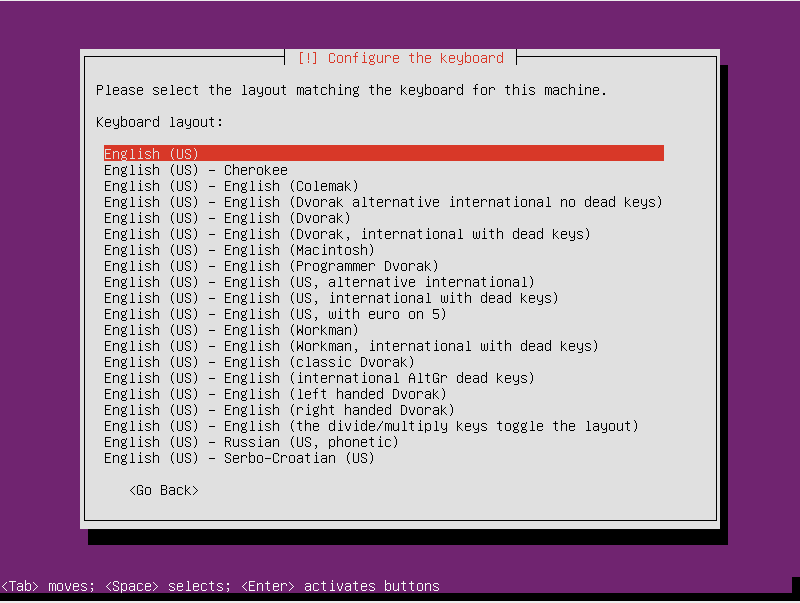 [!] Configure the keyboard
Please select the layout matching the keyboard for this machine.
Keyboard layout:
English (US)
English (US) - Cherokee
English (US) - English (Colemak)
English (US) - English (Dvorak alternative international no dead keys)
English (US) - English (Dvorak)
English (US) - English (Dvorak, international with dead keys)
English (US) - English (Macintosh)
English (US) - English (Programmer Dvorak)
English (US) - English (US, alternative international)
English (US) - English (US, international with dead keys)
English (US) - English (US, with euro on 5)
English (US) - English (Workman)
English (US) - English (Workman, international with dead keys)
English (US) - English (classic Dvorak)
English (US) - English (international AltGr dead keys)
English (US) - English (left handed Dvorak)
English (US) - English (right handed Dvorak)
English (US) - English (the divide/multiply keys toggle the layout)
English (US) - Russian (US, phonetic)
English (US) - Serbo-Croatian (US)
<Go Back>
<Tab> moves; <Space> selects; <Enter> activates buttons